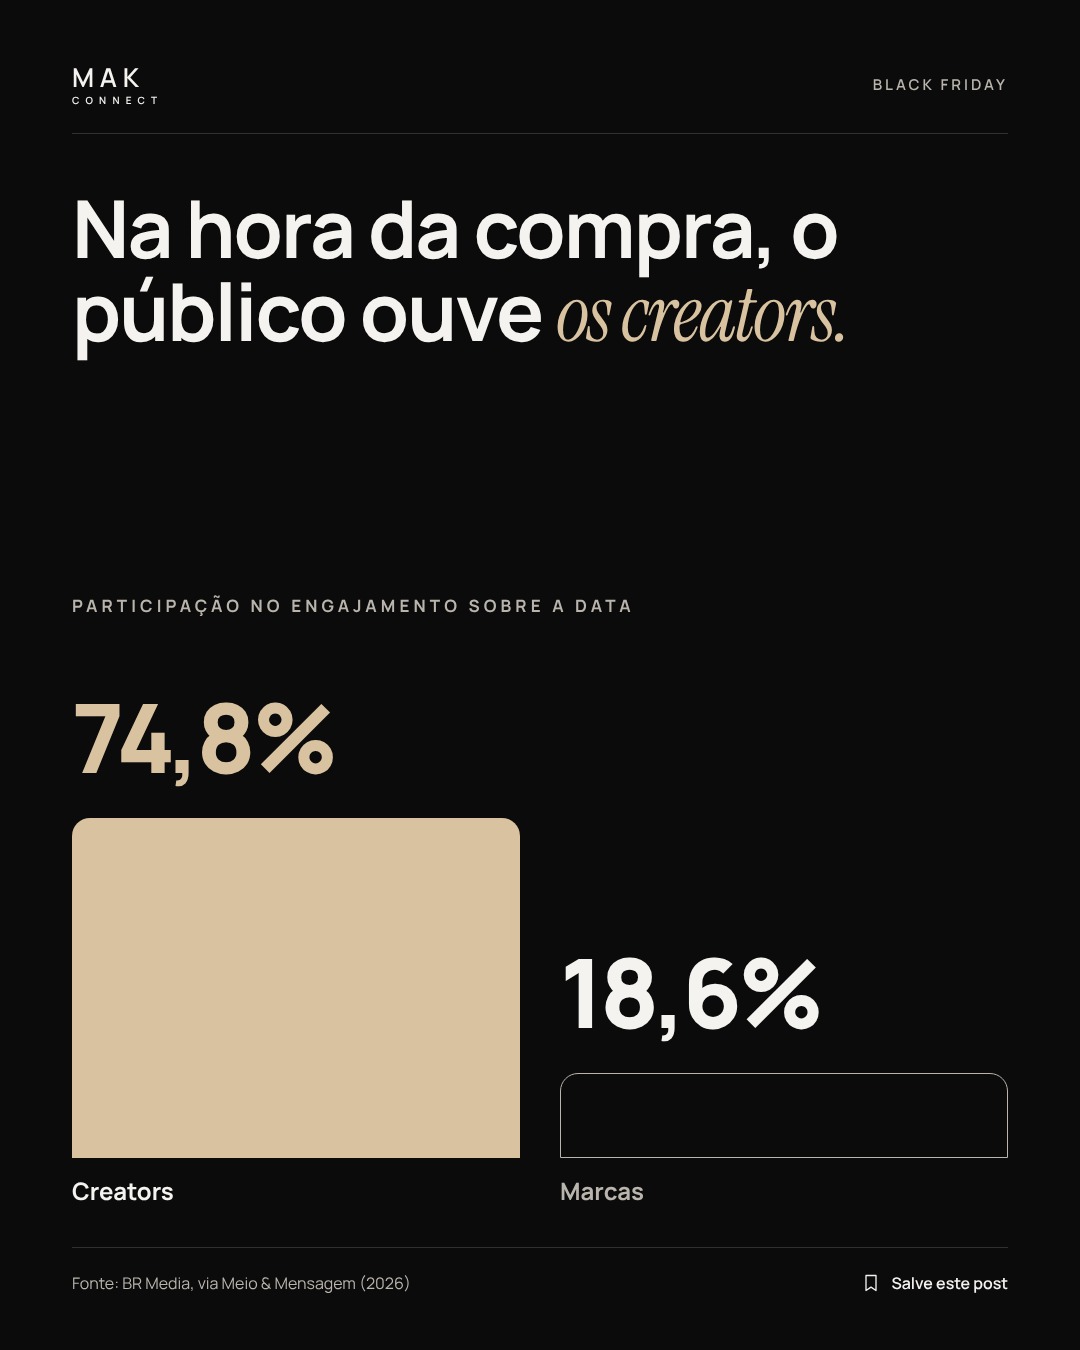 MAK
CONNECT
BLACK FRIDAY
Na hora da compra, o
público ouve os creators.
PARTICIPAÇÃO NO ENGAJAMENTO SOBRE A DATA
74,8%
18,6%
Creators
Marcas
Fonte: BR Media, via Meio & Mensagem (2026)
Salve este post